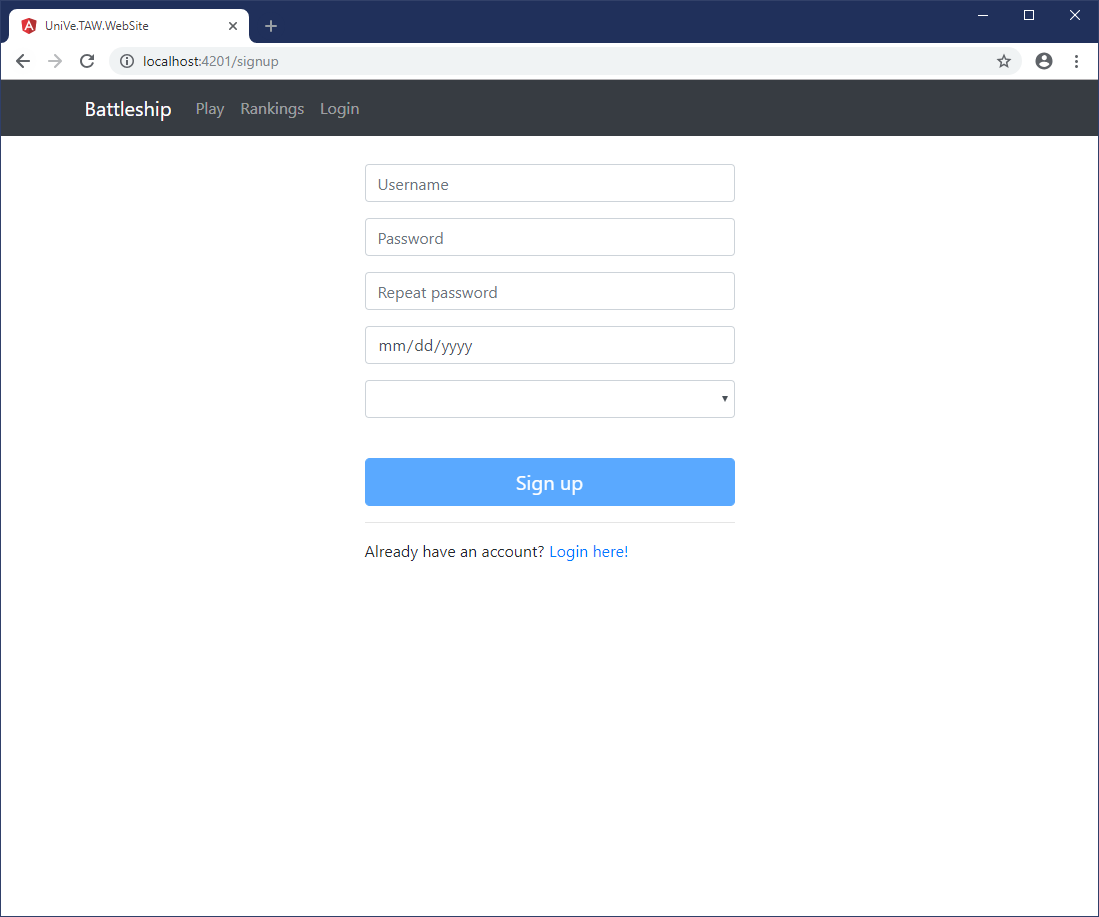 UniVe.TAW.WebSite
localhost:4201/signup
Battleship Play Rankings Login
Username
Password
Repeat password
mm/dd/yyyy
Sign up
Already have an account? Login here!